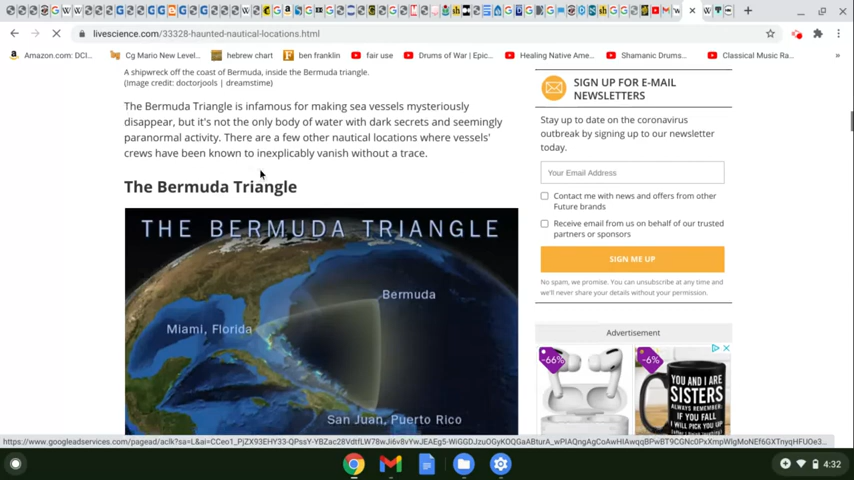 livescience.com/33328-haunted-nautical-locations.html
Amazon.com: DCI...
Cg Mario New Level...
hebrew chart
ben franklin
fair use
Drums of War | Epic...
Healing Native Ame...
Shamanic Drums...
Classical Music Ra...
»
A shipwreck off the coast of Bermuda, inside the Bermuda triangle.
(Image credit: doctorjools | dreamstime)
The Bermuda Triangle is infamous for making sea vessels mysteriously
disappear, but it's not the only body of water with dark secrets and seemingly
paranormal activity. There are a few other nautical locations where vessels'
crews have been known to inexplicably vanish without a trace.
The Bermuda Triangle
THE BERMUDA TRIANGLE
Bermuda
Miami, Florida
San Juan, Puerto Rico
SIGN UP FOR E-MAIL
NEWSLETTERS
Stay up to date on the coronavirus
outbreak by signing up to our newsletter
today.
Your Email Address
Contact me with news and offers from other
Future brands
Receive email from us on behalf of our trusted
partners or sponsors
SIGN ME UP
No spam, we promise. You can unsubscribe at any time and
we'll never share your details without your permission.
Advertisement
-66%
-6%
YOU AND I ARE
SISTERS
ALWAYS REMEMBER
IF YOU FALL
I WILL PICK YOU UP
4:32